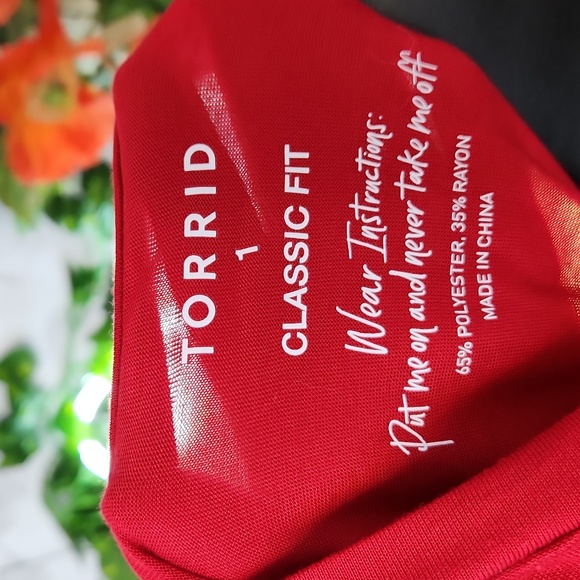 TORRID
1
CLASSIC FIT
Wear Instructions:
Put me on and never take me off
65% POLYESTER, 35% RAYON
MADE IN CHINA